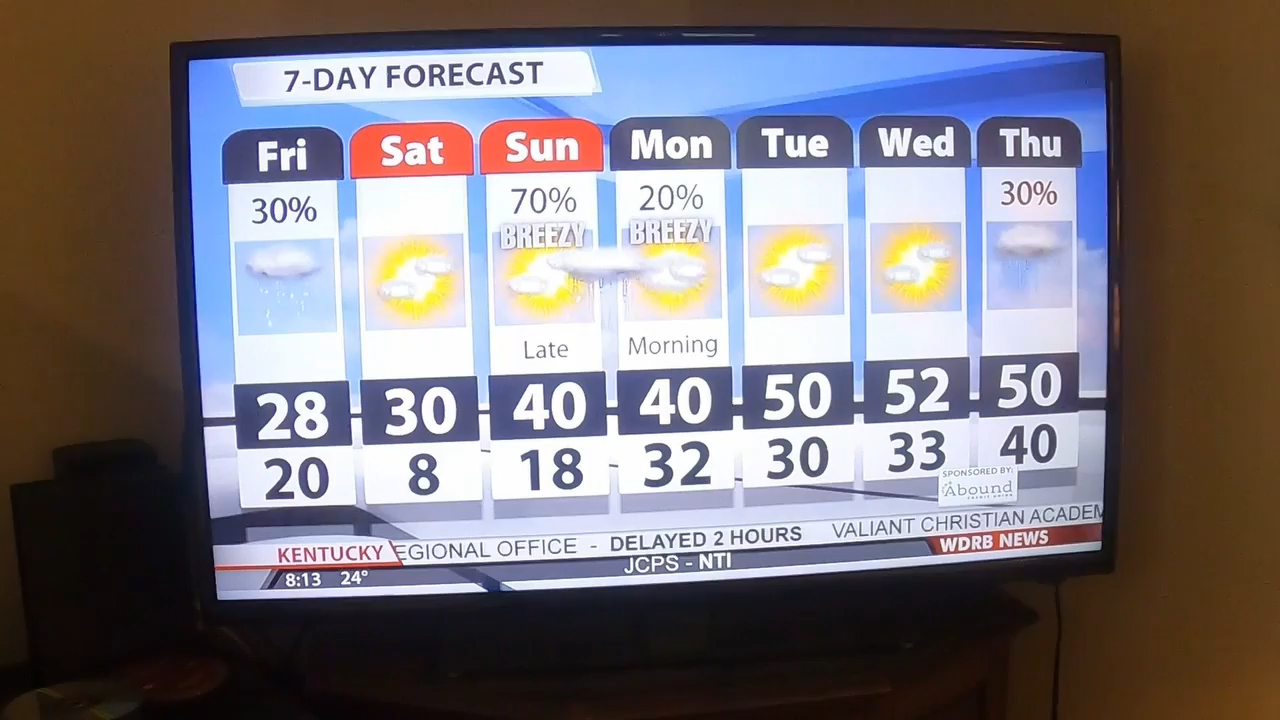 7-DAY FORECAST
Fri Sat Sun Mon Tue Wed Thu
30% 70% 20% 30%
BREEZY BREEZY
Late Morning
28 30 40 40 50 52 50
20 8 18 32 30 33 40
SPONSORED BY:
Abound
CREDIT UNION
KENTUCKY EGIONAL OFFICE - DELAYED 2 HOURS VALIANT CHRISTIAN ACADEM
WDRB NEWS
JCPS - NTI
8:13 24°